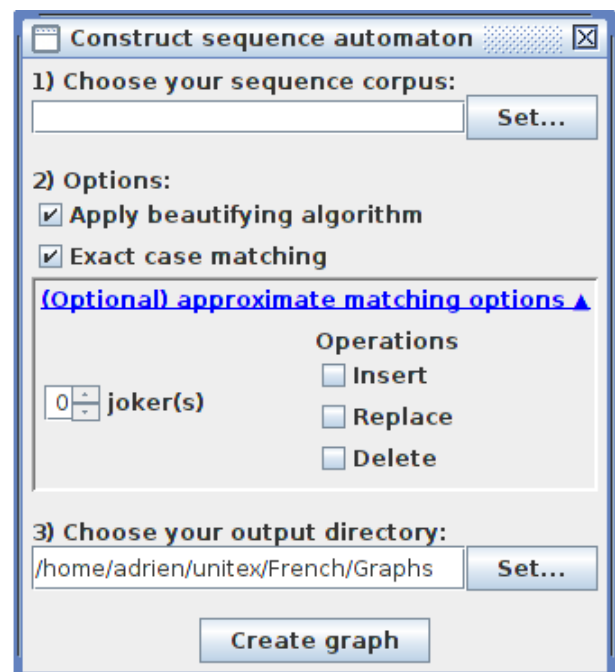 Construct sequence automaton
1) Choose your sequence corpus:
Set...
2) Options:
Apply beautifying algorithm
Exact case matching
(Optional) approximate matching options ▲
Operations
Insert
0 joker(s)
Replace
Delete
3) Choose your output directory:
/home/adrien/unitex/French/Graphs Set...
Create graph